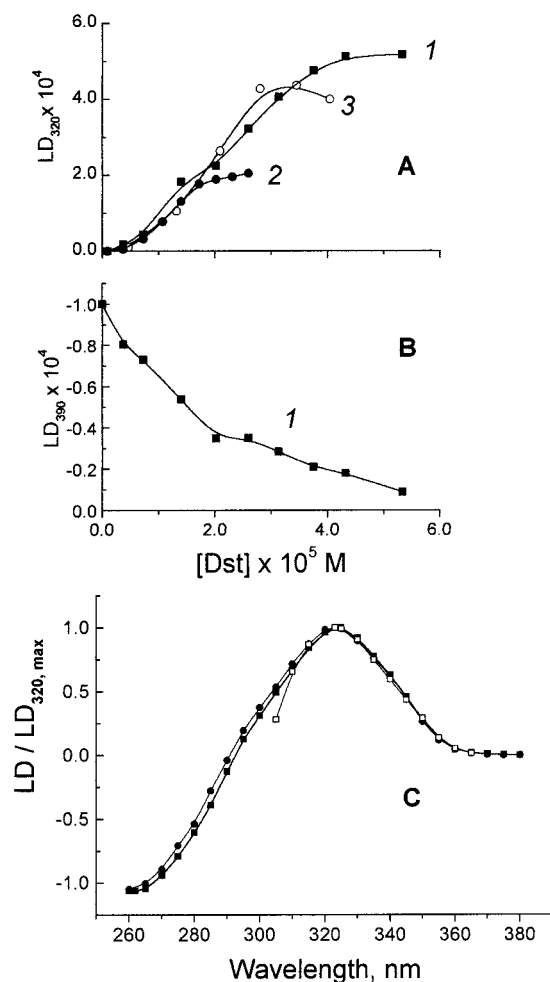 6.0
4.0
2.0
0.0
LD320 x 10^4
1
3
2
A
-1.0
-0.8
-0.6
-0.4
-0.2
0.0
LD390 x 10^4
B
1
0.0 2.0 4.0 6.0
[Dst] x 10^5 M
1.0
0.5
0.0
-0.5
-1.0
LD / LD320, max
C
260 280 300 320 340 360 380
Wavelength, nm